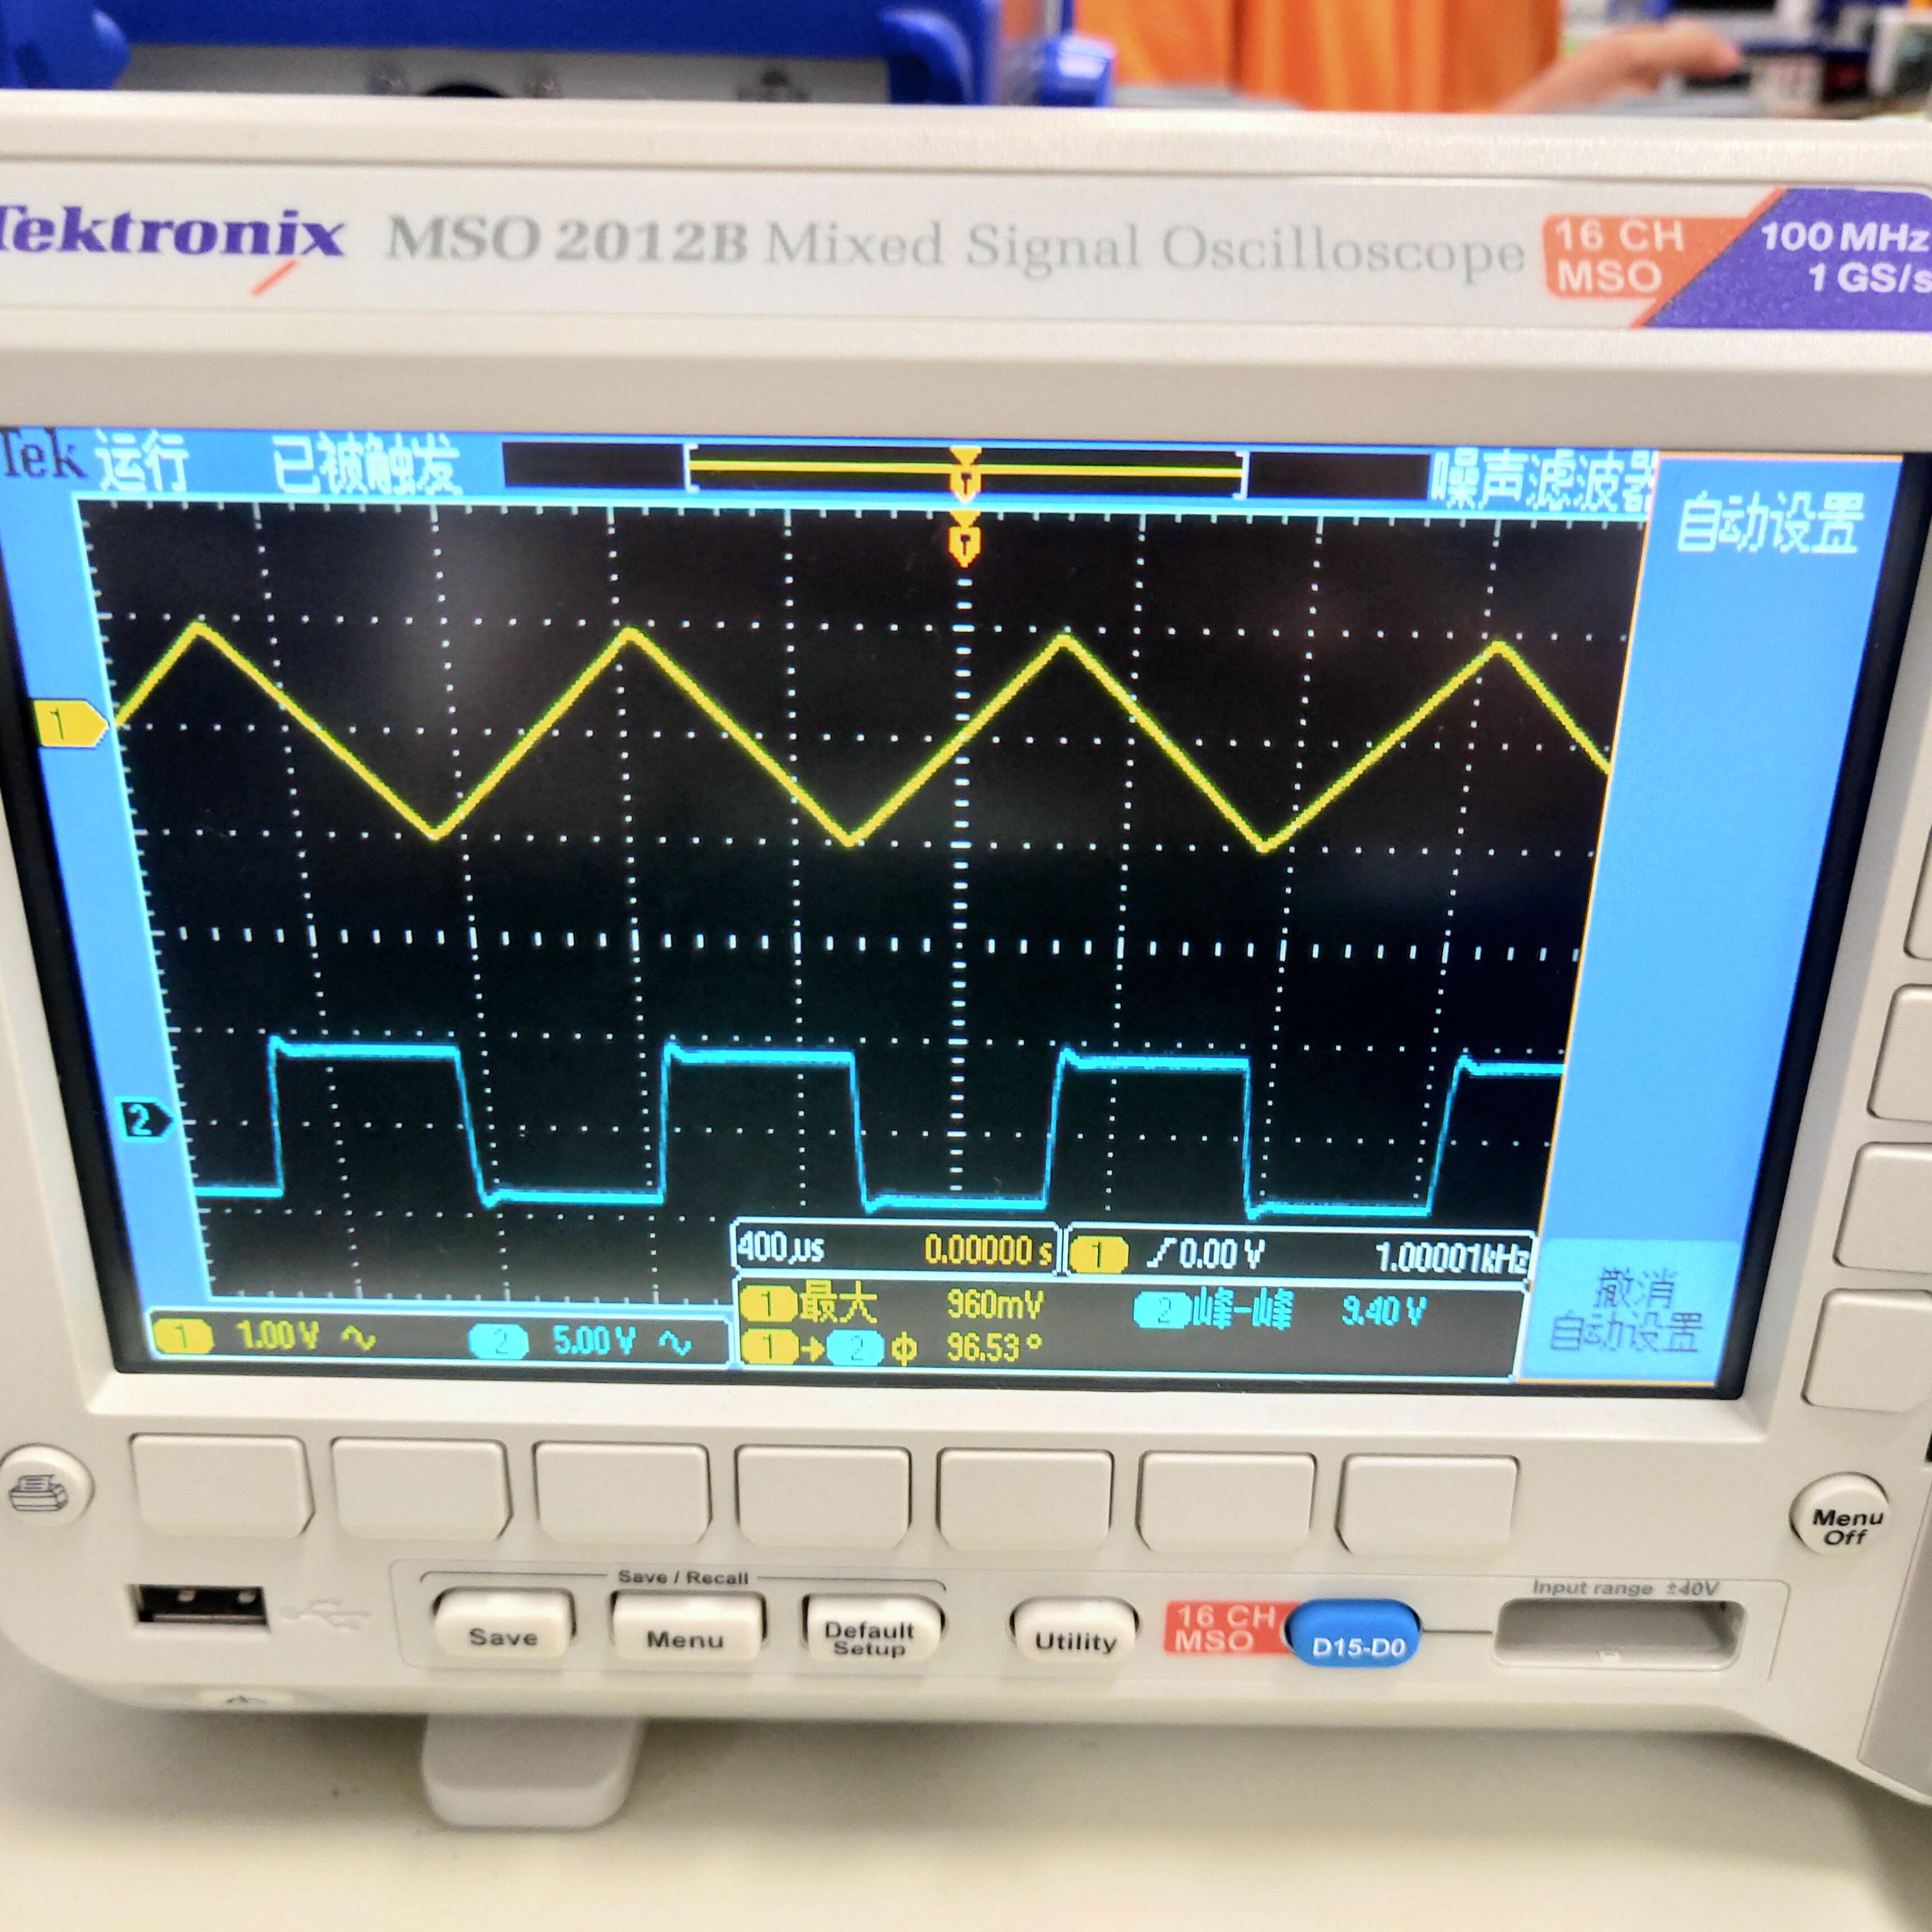 Tektronix MSO 2012B Mixed Signal Oscilloscope 16 CH MSO 100 MHz 1 GS/s
Tek 运行 已被触发 噪声滤波器
自动设置
T
T
1
2
400µs 0.00000 s 1 0.00 V 1.00001kHz
1 最大 960mV 2 峰-峰 9.40 V
1 1.00 V 2 5.00 V
1 → 2 ϕ 96.53°
撤消
自动设置
Menu Off
Save / Recall
Input range ±40V
Save Menu Default Setup Utility 16 CH MSO D15-D0